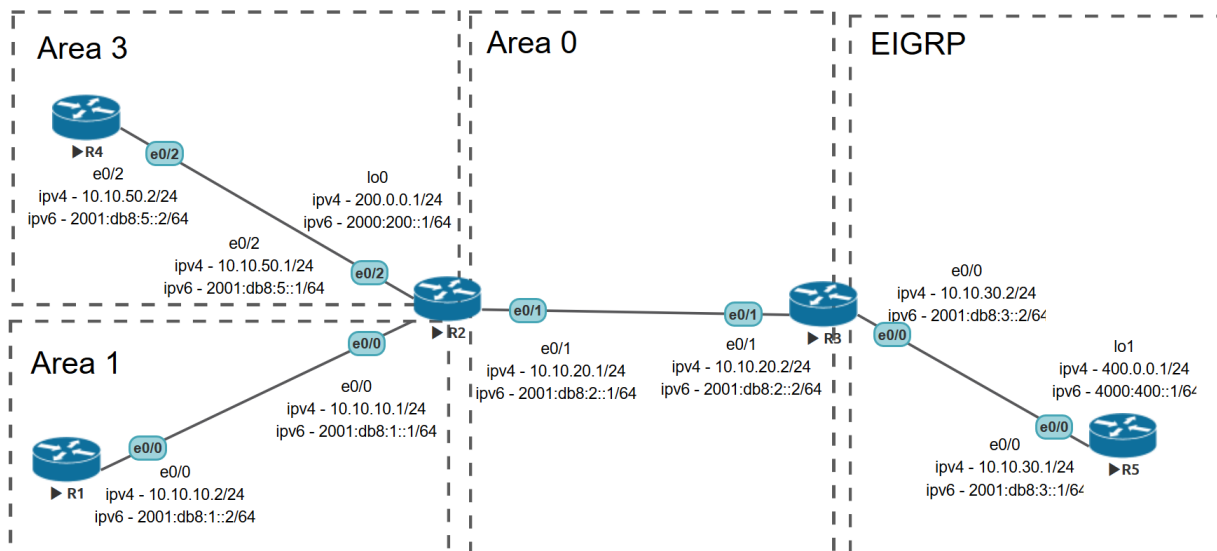 Area 3
R4
e0/2
e0/2
ipv4 - 10.10.50.2/24
ipv6 - 2001:db8:5::2/64
lo0
ipv4 - 200.0.0.1/24
ipv6 - 2000:200::1/64
e0/2
ipv4 - 10.10.50.1/24
ipv6 - 2001:db8:5::1/64
e0/2
R2
Area 1
e0/0
e0/0
ipv4 - 10.10.10.1/24
ipv6 - 2001:db8:1::1/64
R1
e0/0
e0/0
ipv4 - 10.10.10.2/24
ipv6 - 2001:db8:1::2/64
Area 0
e0/1
e0/1
ipv4 - 10.10.20.1/24
ipv6 - 2001:db8:2::1/64
e0/1
e0/1
ipv4 - 10.10.20.2/24
ipv6 - 2001:db8:2::2/64
R3
EIGRP
e0/0
ipv4 - 10.10.30.2/24
ipv6 - 2001:db8:3::2/64
e0/0
lo1
ipv4 - 400.0.0.1/24
ipv6 - 4000:400::1/64
e0/0
e0/0
ipv4 - 10.10.30.1/24
ipv6 - 2001:db8:3::1/64
R5